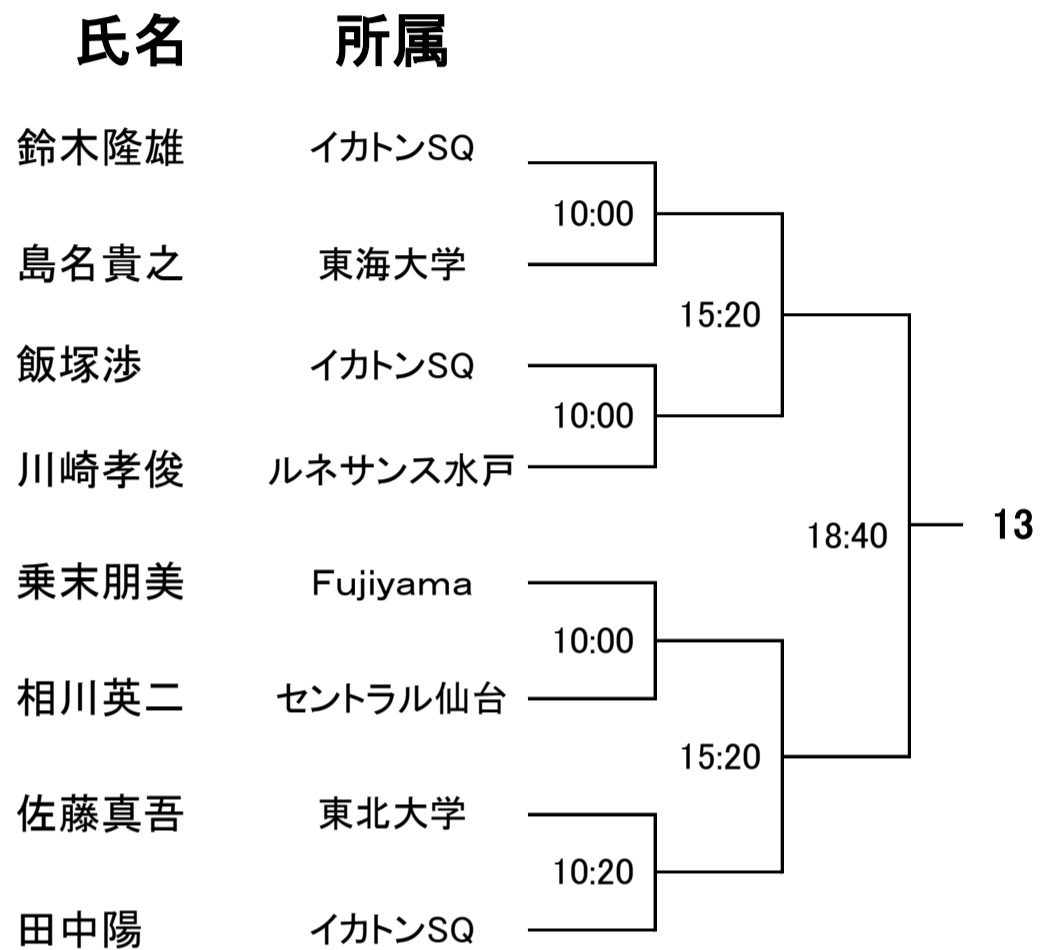 氏名 所属
鈴木隆雄 イカトンSQ
10:00
島名貴之 東海大学
15:20
飯塚渉 イカトンSQ
10:00
川崎孝俊 ルネサンス水戸
18:40 13
乗末朋美 Fujiyama
10:00
相川英二 セントラル仙台
15:20
佐藤真吾 東北大学
10:20
田中陽 イカトンSQ